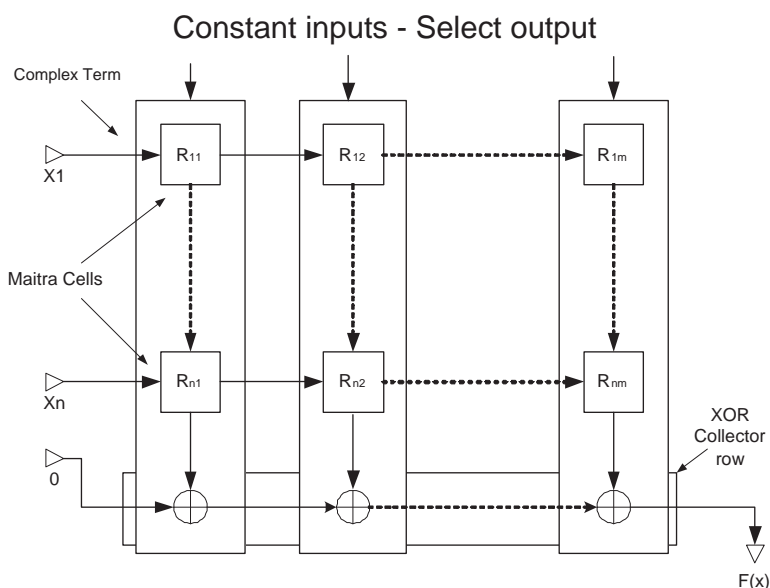 Constant inputs - Select output
Complex Term
R11
R12
R1m
X1
Maitra Cells
Rn1
Rn2
Rnm
Xn
XOR
Collector
row
0
F(x)